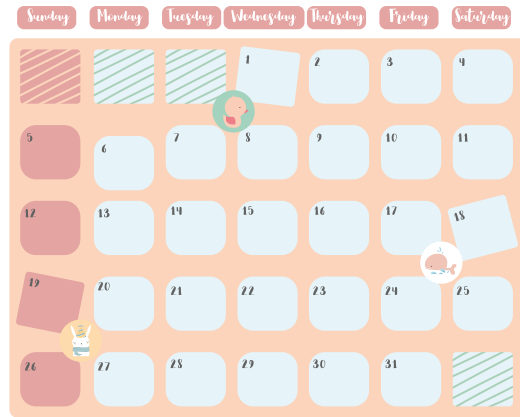 Sunday Monday Tuesday Wednesday Thursday Friday Saturday
1 2 3 4
5 6 7 8 9 10 11
12 13 14 15 16 17 18
19 20 21 22 23 24 25
26 27 28 29 30 31